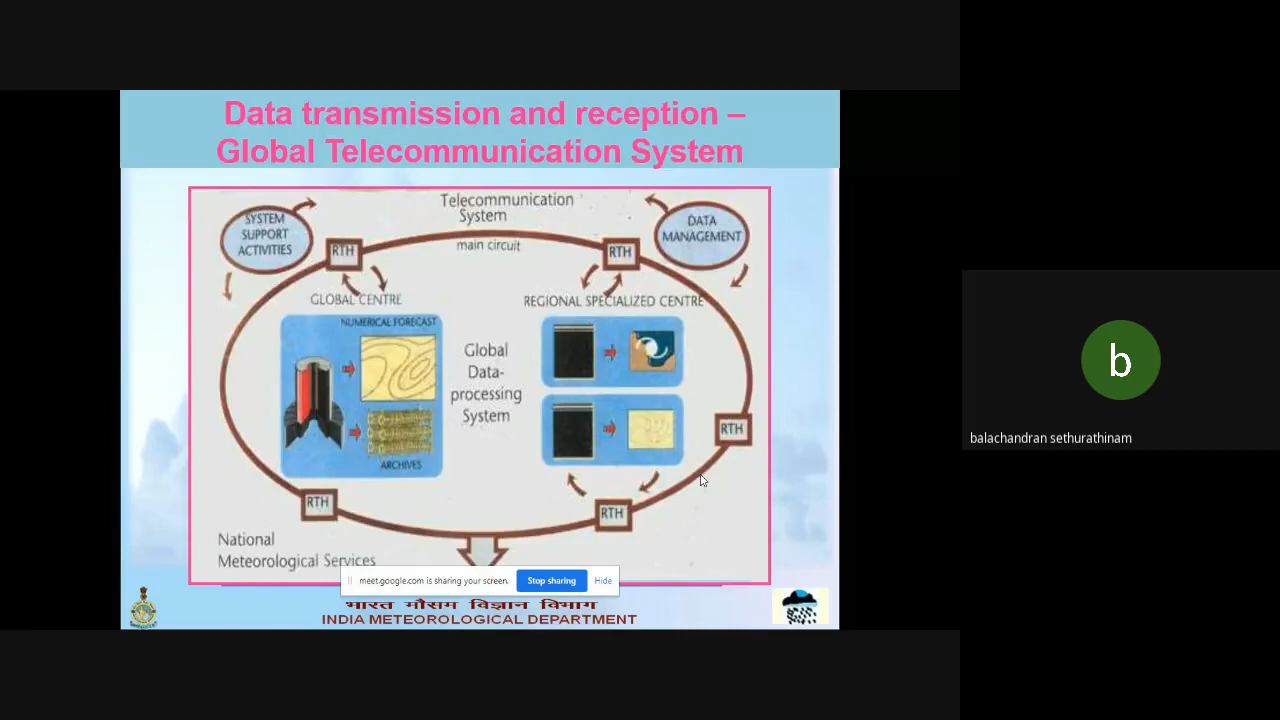 Data transmission and reception –
Global Telecommunication System
Telecommunication
System
main circuit
SYSTEM
SUPPORT
ACTIVITIES
DATA
MANAGEMENT
RTH
RTH
GLOBAL CENTRE
REGIONAL SPECIALIZED CENTRE
NUMERICAL FORECAST
Global
Data-
processing
System
ARCHIVES
RTH
RTH
RTH
National
Meteorological Services
meet.google.com is sharing your screen.
Stop sharing
Hide
भारत मौसम विज्ञान विभाग
INDIA METEOROLOGICAL DEPARTMENT
b
balachandran sethurathinam